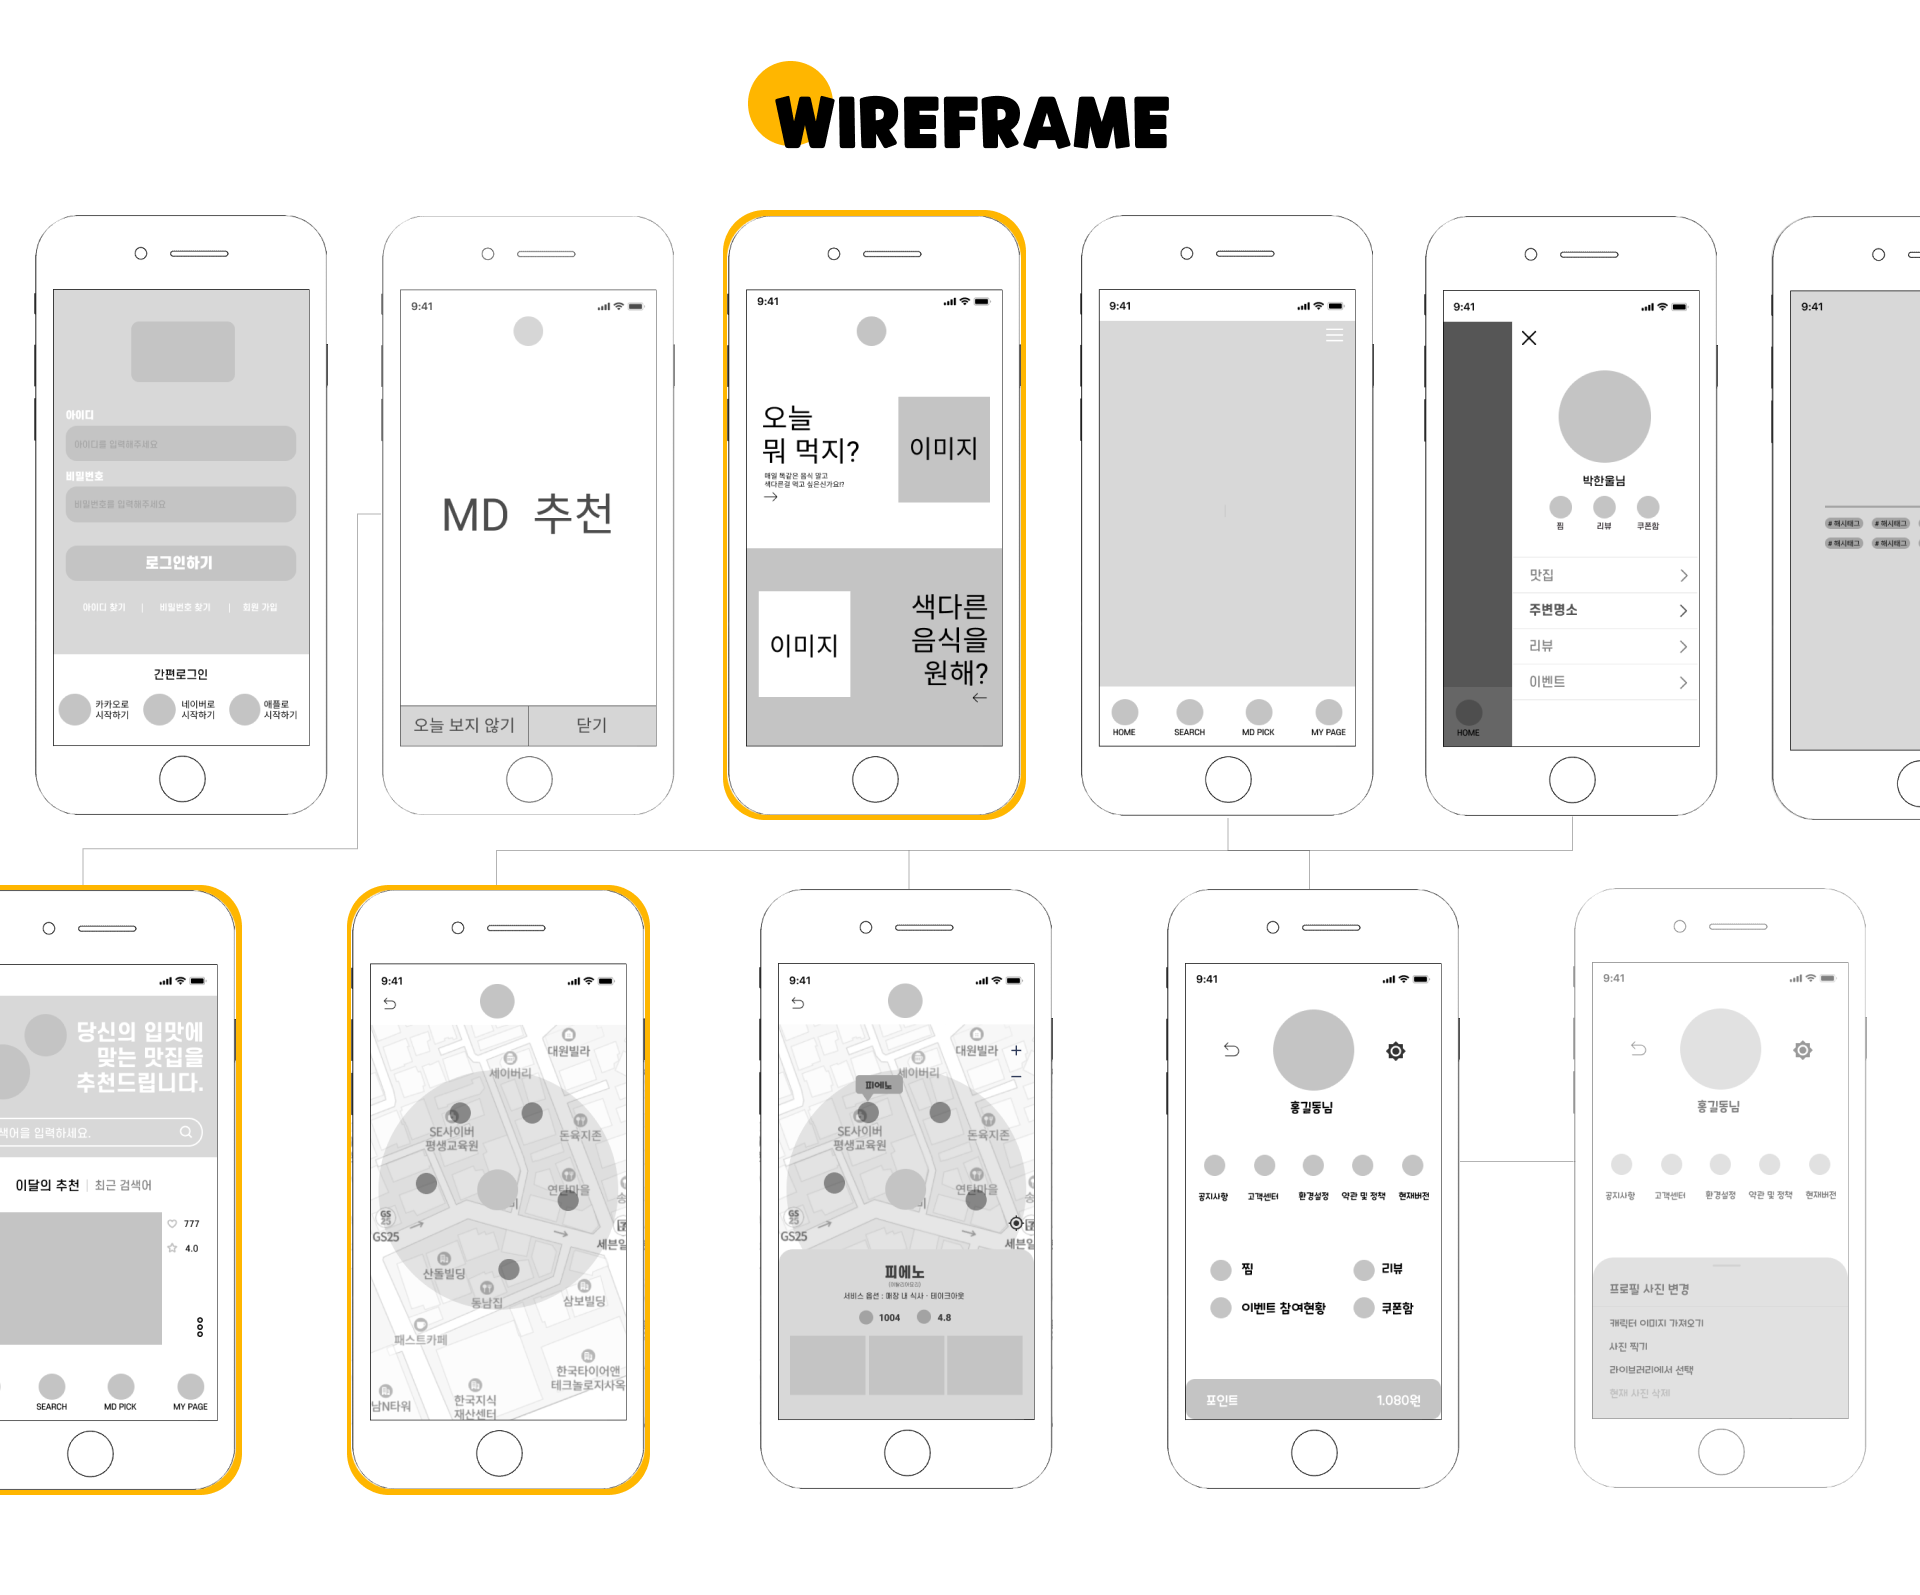 WIREFRAME
아이디
아이디를 입력해주세요
비밀번호
비밀번호를 입력해주세요
로그인하기
아이디 찾기 | 비밀번호 찾기 | 회원 가입
간편로그인
카카오로
시작하기
네이버로
시작하기
애플로
시작하기
9:41
MD 추천
오늘 보지 않기
닫기
9:41
오늘
뭐 먹지?
매일 똑같은 음식 말고
색다른걸 먹고 싶은신가요!?
이미지
이미지
색다른
음식을
원해?
9:41
HOME
SEARCH
MD PICK
MY PAGE
9:41
박한울님
찜
리뷰
쿠폰함
맛집
주변명소
리뷰
이벤트
HOME
9:41
# 해시태그
# 해시태그
# 해시태그
# 해시태그
당신의 입맛에
맞는 맛집을
추천드립니다.
색어를 입력하세요.
이달의 추천 | 최근 검색어
777
4.0
SEARCH
MD PICK
MY PAGE
9:41
대원빌라
세이버리
SE사이버
평생교육원
돈육지존
연탄마을
GS
25
GS25
세븐일
산돌빌딩
동남집
삼보빌딩
패스트카페
한국타이어앤
테크놀로지사옥
남N타워
한국지식
재산센터
9:41
대원빌라
+
−
세이버리
피에노
SE사이버
평생교육원
돈육지존
연탄마을
GS
25
GS25
세븐일
피에노
서비스 옵션 : 매장 내 식사 · 테이크아웃
1004
4.8
9:41
홍길동님
공지사항
고객센터
환경설정
약관 및 정책
현재버전
찜
리뷰
이벤트 참여현황
쿠폰함
포인트
1.080원
9:41
홍길동님
공지사항
고객센터
환경설정
약관 및 정책
현재버전
프로필 사진 변경
캐릭터 이미지 가져오기
사진 찍기
라이브러리에서 선택
현재 사진 삭제